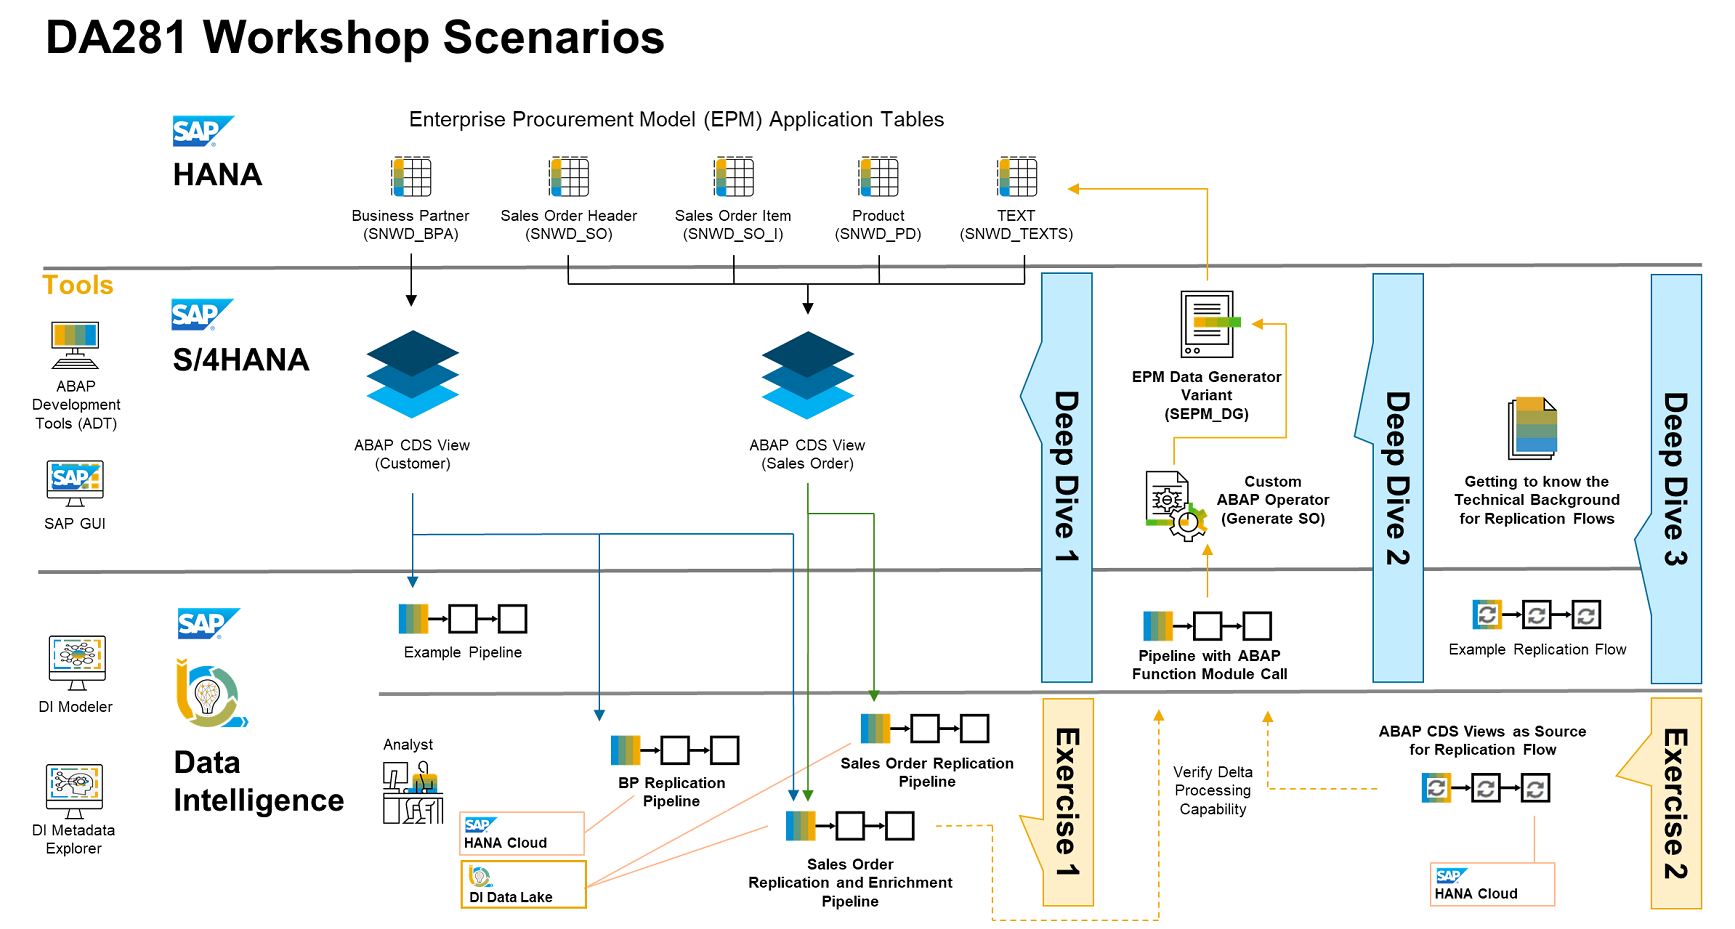 DA281 Workshop Scenarios
SAP
HANA
Enterprise Procurement Model (EPM) Application Tables
Business Partner
(SNWD_BPA)
Sales Order Header
(SNWD_SO)
Sales Order Item
(SNWD_SO_I)
Product
(SNWD_PD)
TEXT
(SNWD_TEXTS)
Tools
ABAP
Development
Tools (ADT)
SAP
SAP GUI
SAP
S/4HANA
ABAP CDS View
(Customer)
ABAP CDS View
(Sales Order)
Deep Dive 1
EPM Data Generator
Variant
(SEPM_DG)
Custom
ABAP Operator
(Generate SO)
Deep Dive 2
Getting to know the
Technical Background
for Replication Flows
Deep Dive 3
DI Modeler
DI Metadata
Explorer
SAP
Data
Intelligence
Example Pipeline
Pipeline with ABAP
Function Module Call
Example Replication Flow
Analyst
BP Replication
Pipeline
Sales Order Replication
Pipeline
SAP
HANA Cloud
DI Data Lake
Sales Order
Replication and Enrichment
Pipeline
Exercise 1
Verify Delta
Processing
Capability
ABAP CDS Views as Source
for Replication Flow
SAP
HANA Cloud
Exercise 2